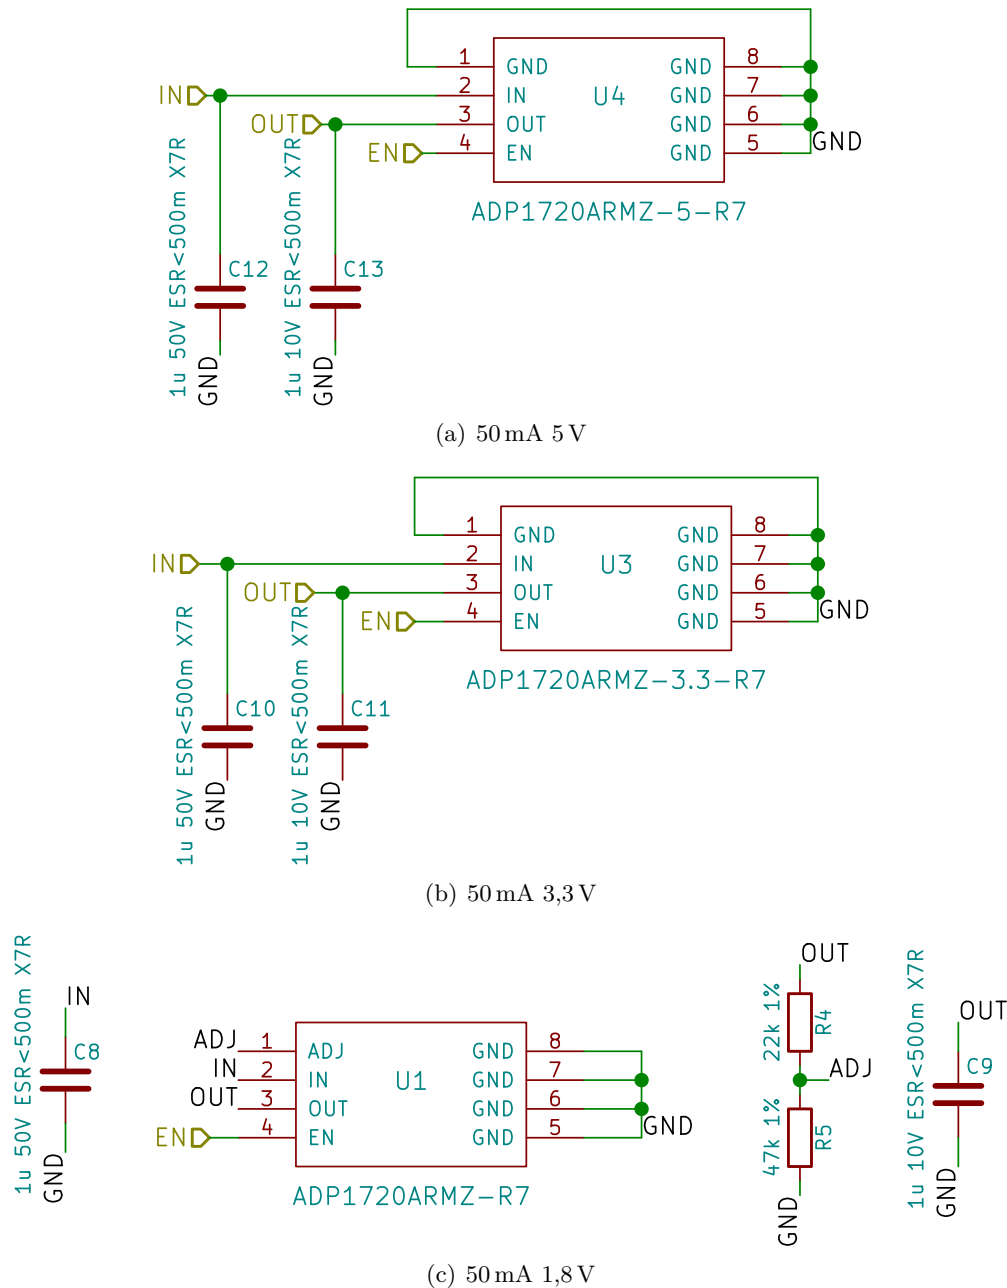 1 GND
2 IN
3 OUT
4 EN
U4
GND 8
GND 7
GND 6
GND 5
GND
IN
OUT
EN
ADP1720ARMZ-5-R7
C12
1u 50V ESR<500m X7R
GND
C13
1u 10V ESR<500m X7R
GND
(a) 50 mA 5 V
1 GND
2 IN
3 OUT
4 EN
U3
GND 8
GND 7
GND 6
GND 5
GND
IN
OUT
EN
ADP1720ARMZ-3.3-R7
C10
1u 50V ESR<500m X7R
GND
C11
1u 10V ESR<500m X7R
GND
(b) 50 mA 3,3 V
IN
C8
1u 50V ESR<500m X7R
GND
ADJ 1 ADJ
IN 2 IN
OUT 3 OUT
EN 4 EN
U1
GND 8
GND 7
GND 6
GND 5
GND
ADP1720ARMZ-R7
OUT
22k 1%
R4
ADJ
47k 1%
R5
GND
OUT
C9
1u 10V ESR<500m X7R
GND
(c) 50 mA 1,8 V